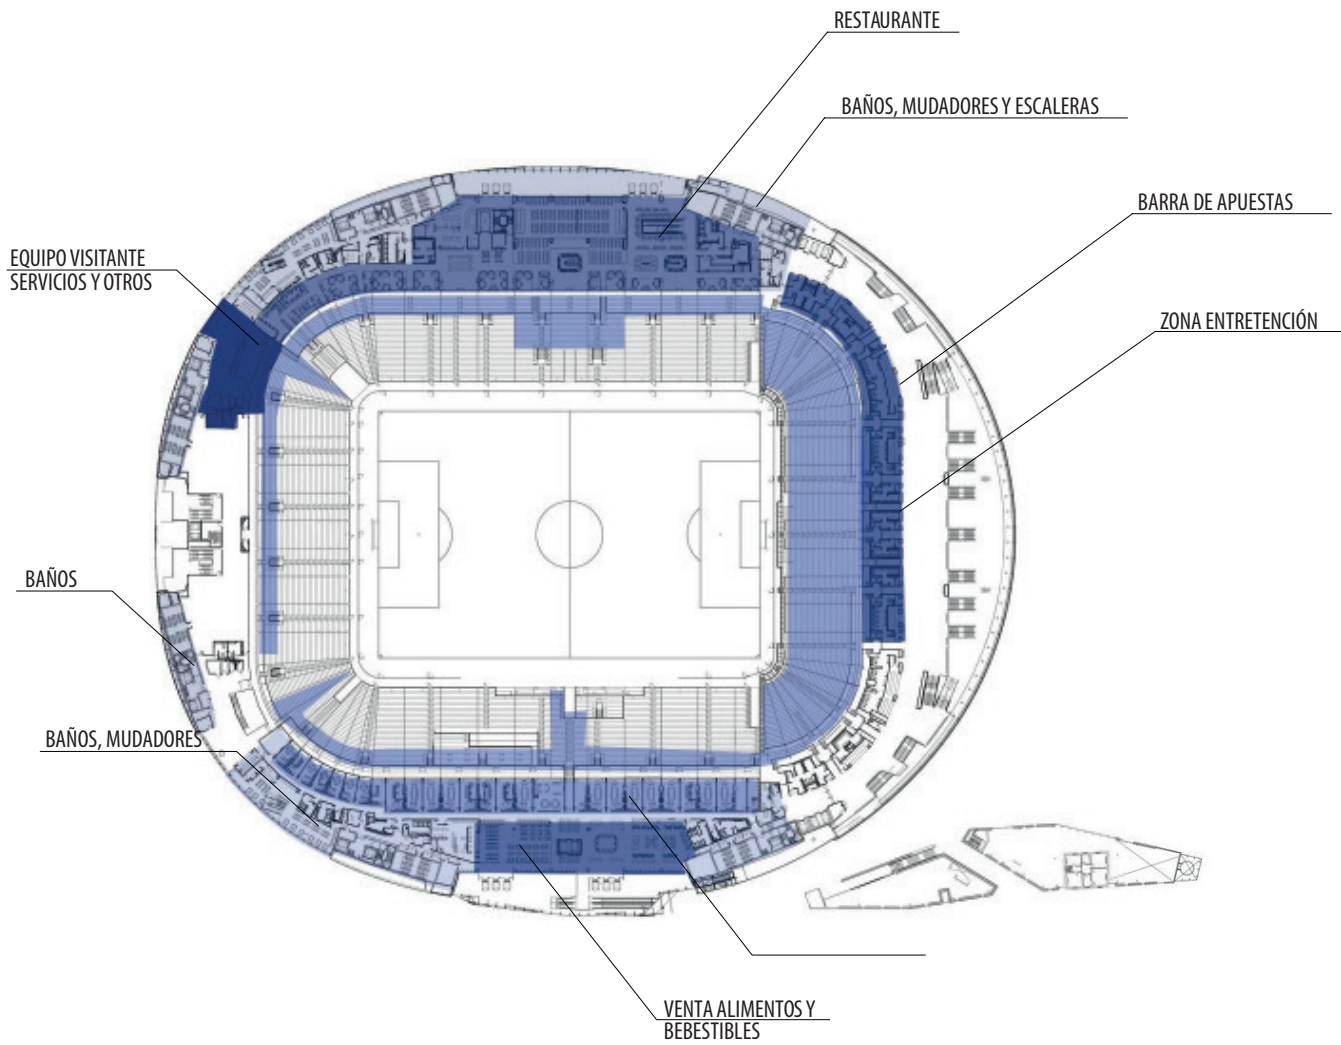 RESTAURANTE
BAÑOS, MUDADORES Y ESCALERAS
BARRA DE APUESTAS
EQUIPO VISITANTE
SERVICIOS Y OTROS
ZONA ENTRETENCIÓN
BAÑOS
BAÑOS, MUDADORES
VENTA ALIMENTOS Y
BEBESTIBLES